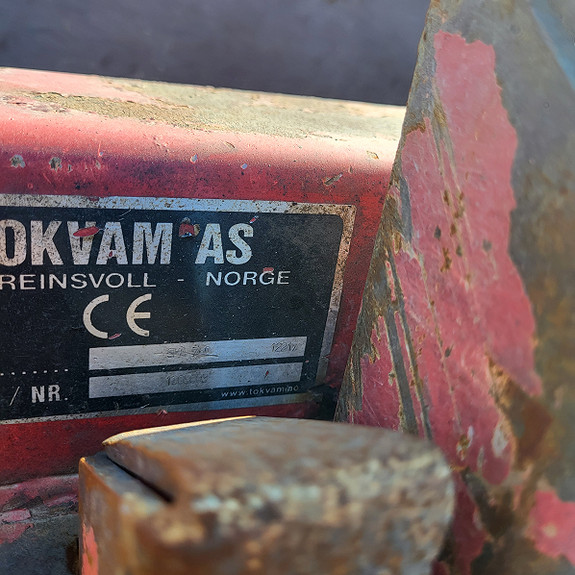 OKVAM AS
REINSVOLL - NORGE
CE
/ NR.
www.tokvam.no